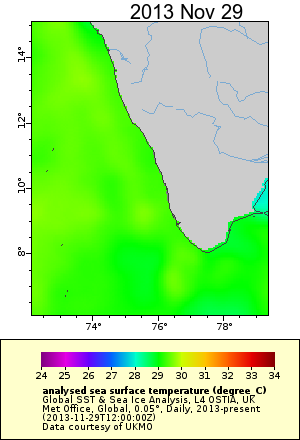 2013 Nov 29
14°
12°
10°
8°
74°
76°
78°
24 25 26 27 28 29 30 31 32 33 34
analysed sea surface temperature (degree_C)
Global SST & Sea Ice Analysis, L4 OSTIA, UK
Met Office, Global, 0.05°, Daily, 2013-present
(2013-11-29T12:00:00Z)
Data courtesy of UKMO